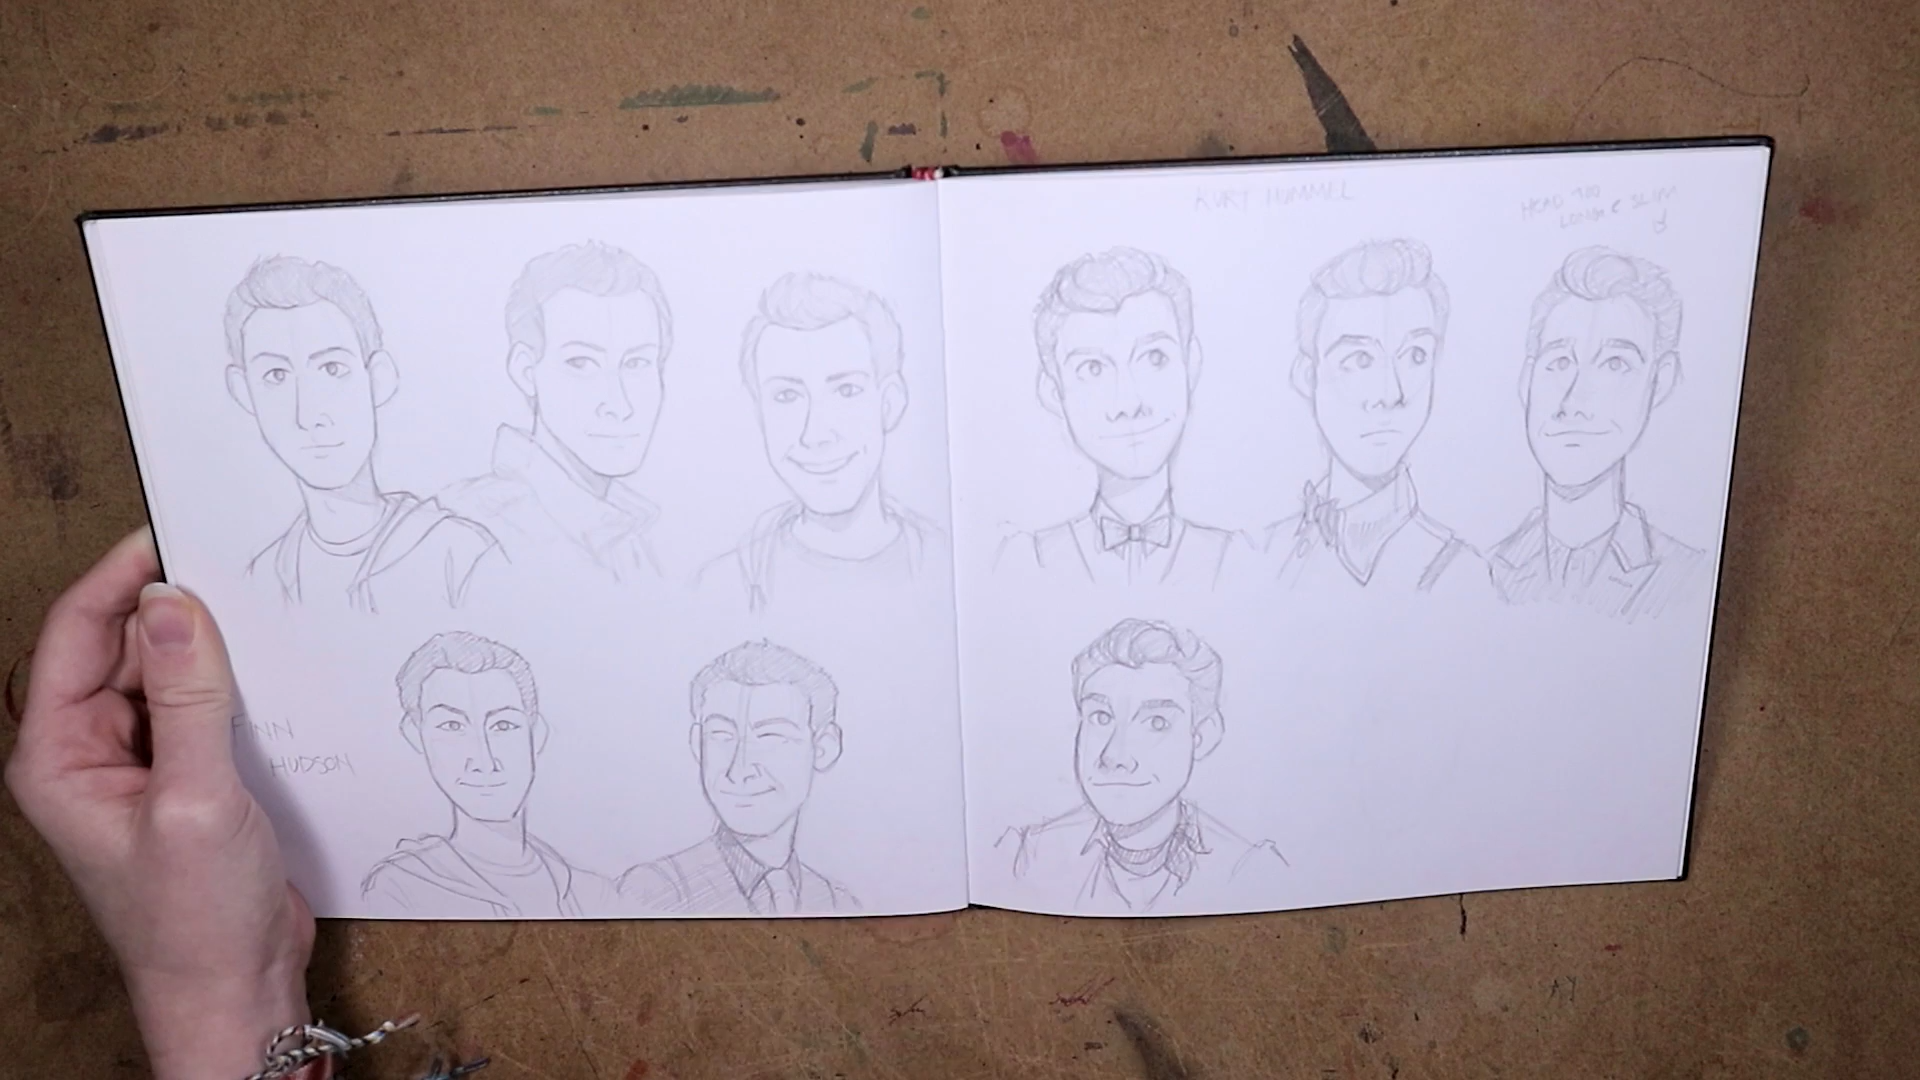 FINN
HUDSON
KURT HUMMEL
HEAD TOO
LONG & SLIM